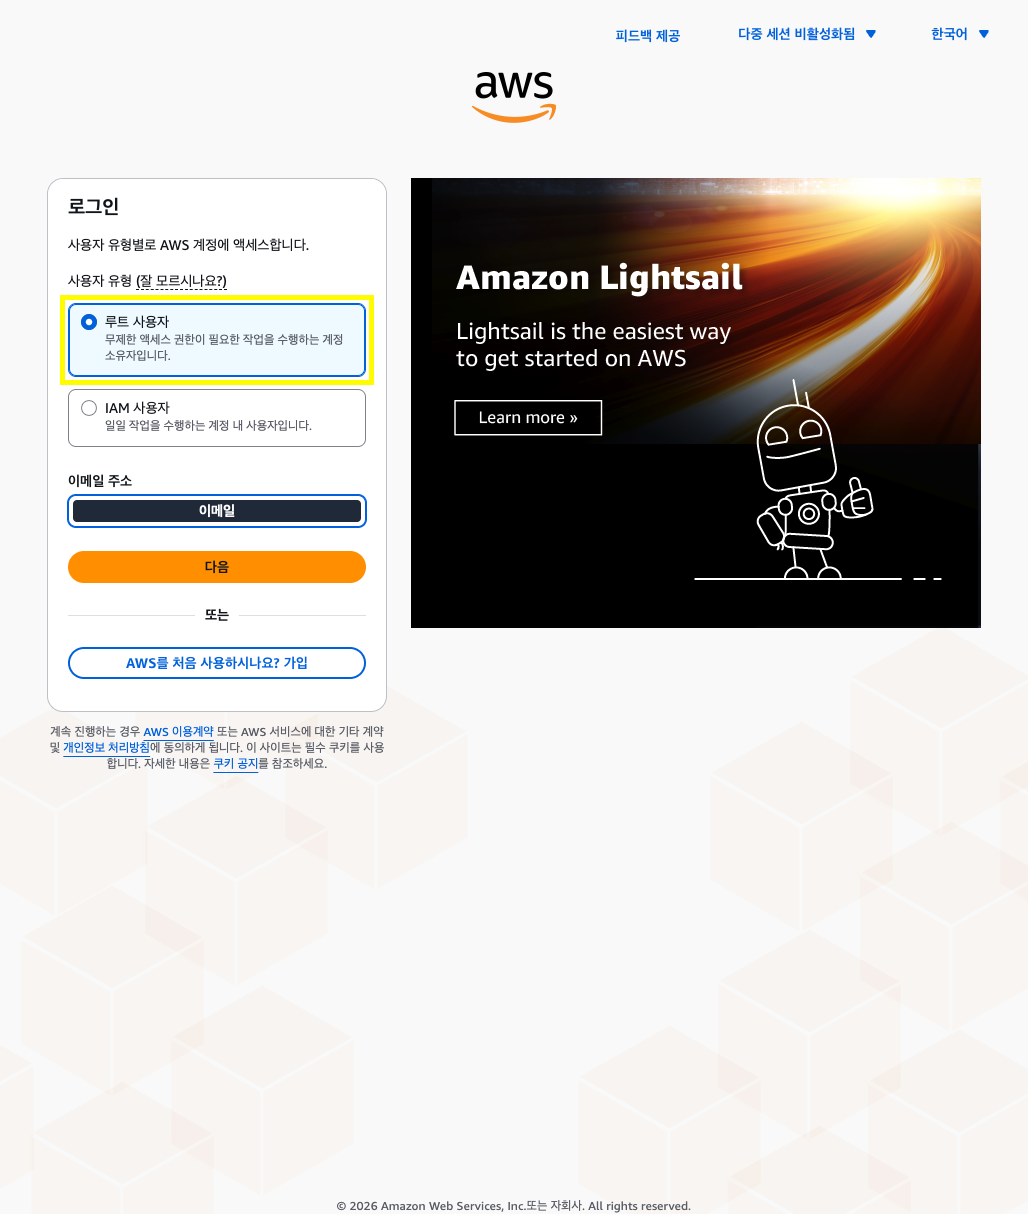 피드백 제공
다중 세션 비활성화됨
한국어
aws
로그인
사용자 유형별로 AWS 계정에 액세스합니다.
사용자 유형 (잘 모르시나요?)
루트 사용자
무제한 액세스 권한이 필요한 작업을 수행하는 계정
소유자입니다.
IAM 사용자
일일 작업을 수행하는 계정 내 사용자입니다.
이메일 주소
이메일
다음
또는
AWS를 처음 사용하시나요? 가입
계속 진행하는 경우 AWS 이용계약 또는 AWS 서비스에 대한 기타 계약
및 개인정보 처리방침에 동의하게 됩니다. 이 사이트는 필수 쿠키를 사용
합니다. 자세한 내용은 쿠키 공지를 참조하세요.
Amazon Lightsail
Lightsail is the easiest way
to get started on AWS
Learn more »
© 2026 Amazon Web Services, Inc.또는 자회사. All rights reserved.